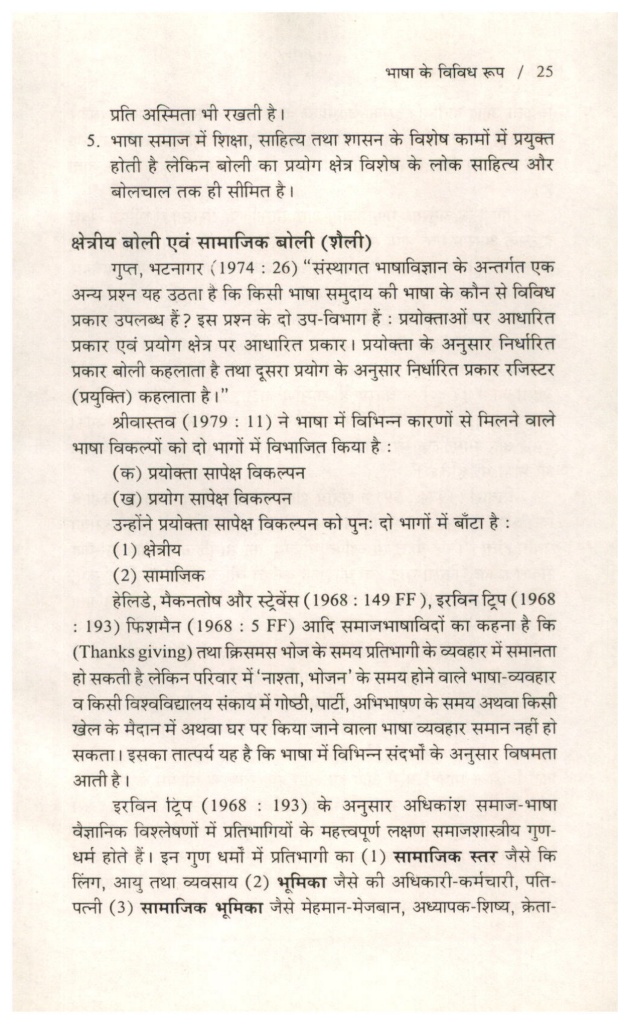 भाषा के विविध रूप / 25
प्रति अस्मिता भी रखती है।
5. भाषा समाज में शिक्षा, साहित्य तथा शासन के विशेष कामों में प्रयुक्त
होती है लेकिन बोली का प्रयोग क्षेत्र विशेष के लोक साहित्य और
बोलचाल तक ही सीमित है।
क्षेत्रीय बोली एवं सामाजिक बोली (शैली)
गुप्त, भटनागर (1974 : 26) “संस्थागत भाषाविज्ञान के अन्तर्गत एक
अन्य प्रश्न यह उठता है कि किसी भाषा समुदाय की भाषा के कौन से विविध
प्रकार उपलब्ध हैं? इस प्रश्न के दो उप-विभाग हैं : प्रयोक्ताओं पर आधारित
प्रकार एवं प्रयोग क्षेत्र पर आधारित प्रकार। प्रयोक्ता के अनुसार निर्धारित
प्रकार बोली कहलाता है तथा दूसरा प्रयोग के अनुसार निर्धारित प्रकार रजिस्टर
(प्रयुक्ति) कहलाता है।”
श्रीवास्तव (1979 : 11) ने भाषा में विभिन्न कारणों से मिलने वाले
भाषा विकल्पों को दो भागों में विभाजित किया है :
(क) प्रयोक्ता सापेक्ष विकल्पन
(ख) प्रयोग सापेक्ष विकल्पन
उन्होंने प्रयोक्ता सापेक्ष विकल्पन को पुनः दो भागों में बाँटा है :
(1) क्षेत्रीय
(2) सामाजिक
हेलिडे, मैकनतोष और स्ट्रेवेंस (1968 : 149 FF ), इरविन ट्रिप (1968
: 193) फिशमैन (1968 : 5 FF) आदि समाजभाषाविदों का कहना है कि
(Thanks giving) तथा क्रिसमस भोज के समय प्रतिभागी के व्यवहार में समानता
हो सकती है लेकिन परिवार में ‘नाश्ता, भोजन’ के समय होने वाले भाषा-व्यवहार
व किसी विश्वविद्यालय संकाय में गोष्ठी, पार्टी, अभिभाषण के समय अथवा किसी
खेल के मैदान में अथवा घर पर किया जाने वाला भाषा व्यवहार समान नहीं हो
सकता। इसका तात्पर्य यह है कि भाषा में विभिन्न संदर्भों के अनुसार विषमता
आती है।
इरविन ट्रिप (1968 : 193) के अनुसार अधिकांश समाज-भाषा
वैज्ञानिक विश्लेषणों में प्रतिभागियों के महत्त्वपूर्ण लक्षण समाजशास्त्रीय गुण-
धर्म होते हैं। इन गुण धर्मों में प्रतिभागी का (1) सामाजिक स्तर जैसे कि
लिंग, आयु तथा व्यवसाय (2) भूमिका जैसे की अधिकारी-कर्मचारी, पति-
पत्नी (3) सामाजिक भूमिका जैसे मेहमान-मेजबान, अध्यापक-शिष्य, क्रेता-